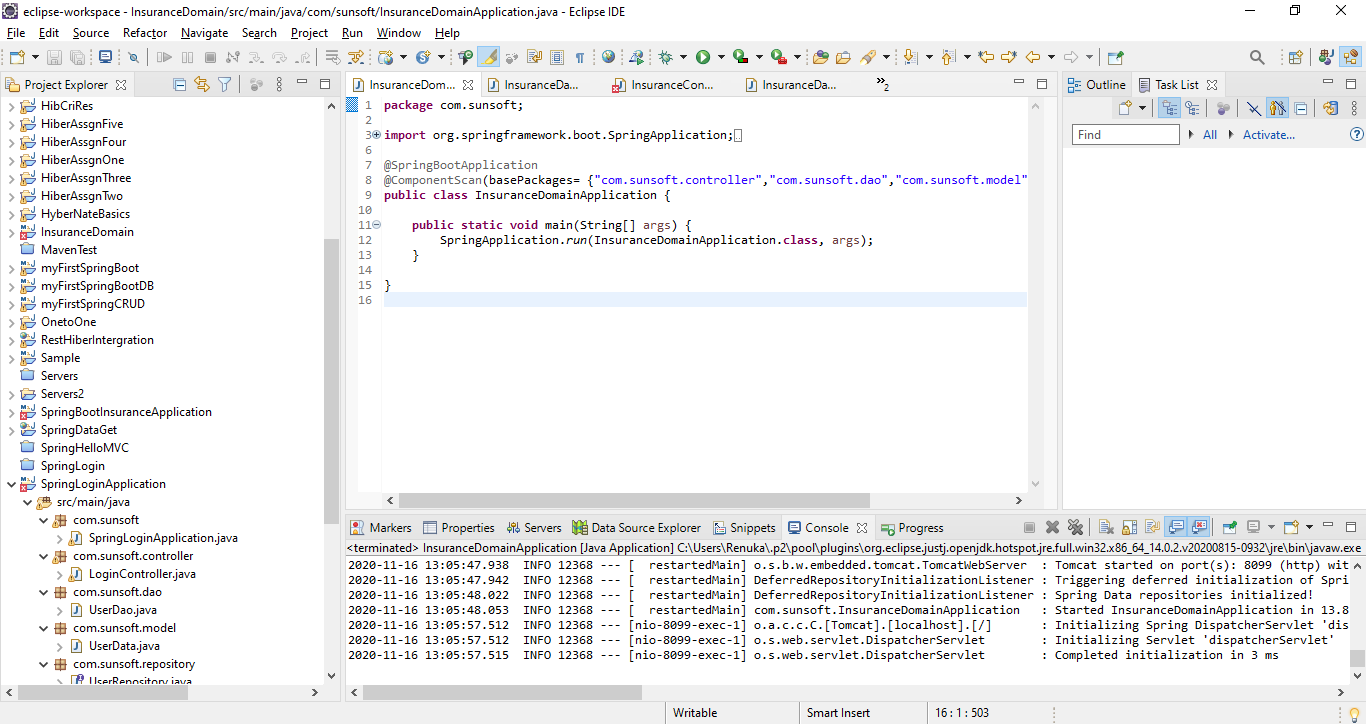 eclipse-workspace - InsuranceDomain/src/main/java/com/sunsoft/InsuranceDomainApplication.java - Eclipse IDE
File Edit Source Refactor Navigate Search Project Run Window Help
Project Explorer
HibCriRes
HiberAssgnFive
HiberAssgnFour
HiberAssgnOne
HiberAssgnThree
HiberAssgnTwo
HyberNateBasics
InsuranceDomain
MavenTest
myFirstSpringBoot
myFirstSpringBootDB
myFirstSpringCRUD
OnetoOne
RestHiberIntergration
Sample
Servers
Servers2
SpringBootInsuranceApplication
SpringDataGet
SpringHelloMVC
SpringLogin
SpringLoginApplication
src/main/java
com.sunsoft
SpringLoginApplication.java
com.sunsoft.controller
LoginController.java
com.sunsoft.dao
UserDao.java
com.sunsoft.model
UserData.java
com.sunsoft.repository
UserRepository.java
InsuranceDom... InsuranceDa... InsuranceCon... InsuranceDa... »2
1 package com.sunsoft;
2
3 import org.springframework.boot.SpringApplication;
6
7 @SpringBootApplication
8 @ComponentScan(basePackages= {"com.sunsoft.controller","com.sunsoft.dao","com.sunsoft.model"
9 public class InsuranceDomainApplication {
10
11 public static void main(String[] args) {
12 SpringApplication.run(InsuranceDomainApplication.class, args);
13 }
14
15 }
16
Outline Task List
Find All Activate...
Markers Properties Servers Data Source Explorer Snippets Console Progress
<terminated> InsuranceDomainApplication [Java Application] C:\Users\Renuka\.p2\pool\plugins\org.eclipse.justj.openjdk.hotspot.jre.full.win32.x86_64_14.0.2.v20200815-0932\jre\bin\javaw.exe
2020-11-16 13:05:47.938 INFO 12368 --- [ restartedMain] o.s.b.w.embedded.tomcat.TomcatWebServer : Tomcat started on port(s): 8099 (http) wit
2020-11-16 13:05:47.942 INFO 12368 --- [ restartedMain] DeferredRepositoryInitializationListener : Triggering deferred initialization of Spri
2020-11-16 13:05:48.022 INFO 12368 --- [ restartedMain] DeferredRepositoryInitializationListener : Spring Data repositories initialized!
2020-11-16 13:05:48.053 INFO 12368 --- [ restartedMain] com.sunsoft.InsuranceDomainApplication : Started InsuranceDomainApplication in 13.8
2020-11-16 13:05:57.512 INFO 12368 --- [nio-8099-exec-1] o.a.c.c.C.[Tomcat].[localhost].[/] : Initializing Spring DispatcherServlet 'dis
2020-11-16 13:05:57.512 INFO 12368 --- [nio-8099-exec-1] o.s.web.servlet.DispatcherServlet : Initializing Servlet 'dispatcherServlet'
2020-11-16 13:05:57.515 INFO 12368 --- [nio-8099-exec-1] o.s.web.servlet.DispatcherServlet : Completed initialization in 3 ms
Writable Smart Insert 16 : 1 : 503